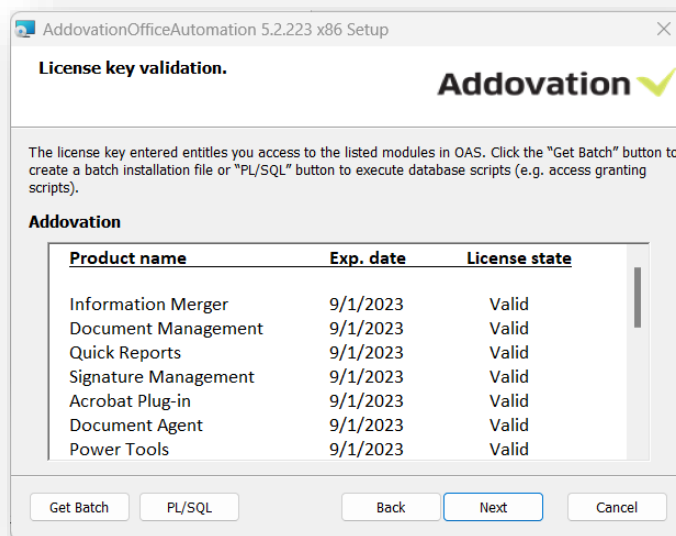 AddovationOfficeAutomation 5.2.223 x86 Setup
License key validation.
Addovation
The license key entered entitles you access to the listed modules in OAS. Click the "Get Batch" button to
create a batch installation file or "PL/SQL" button to execute database scripts (e.g. access granting
scripts).
Addovation
Product name Exp. date License state
Information Merger 9/1/2023 Valid
Document Management 9/1/2023 Valid
Quick Reports 9/1/2023 Valid
Signature Management 9/1/2023 Valid
Acrobat Plug-in 9/1/2023 Valid
Document Agent 9/1/2023 Valid
Power Tools 9/1/2023 Valid
Get Batch PL/SQL Back Next Cancel